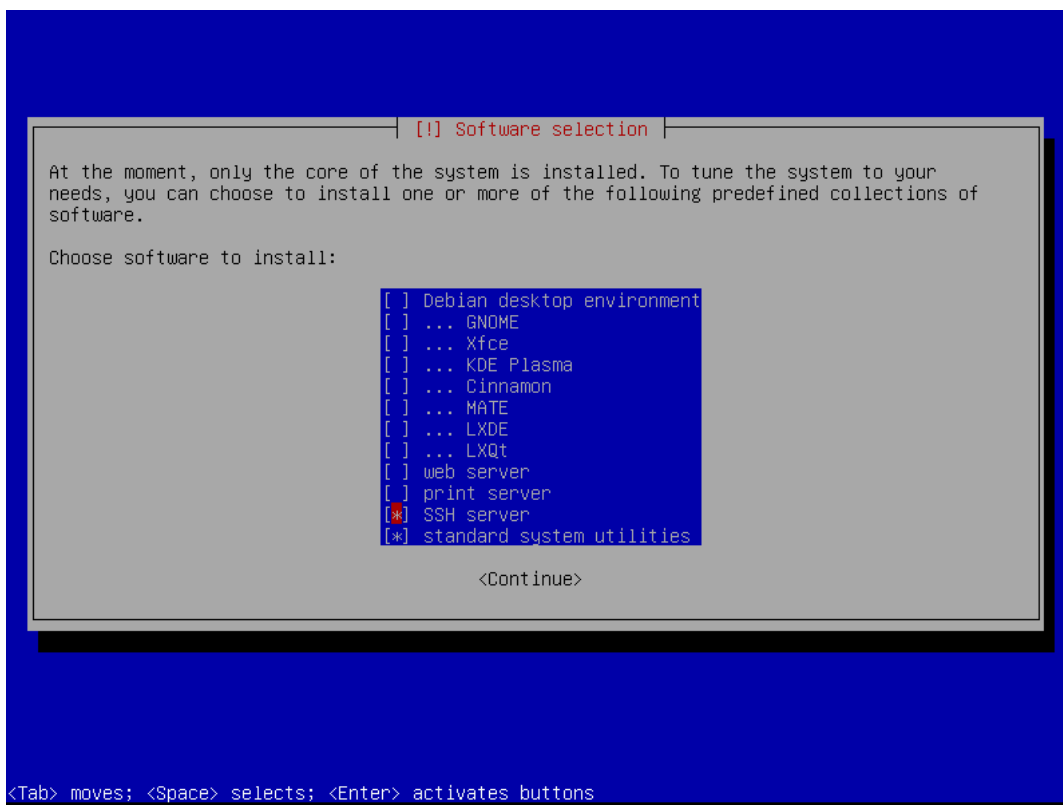 [!] Software selection
At the moment, only the core of the system is installed. To tune the system to your
needs, you can choose to install one or more of the following predefined collections of
software.
Choose software to install:
[ ] Debian desktop environment
[ ] ... GNOME
[ ] ... Xfce
[ ] ... KDE Plasma
[ ] ... Cinnamon
[ ] ... MATE
[ ] ... LXDE
[ ] ... LXQt
[ ] web server
[ ] print server
[*] SSH server
[*] standard system utilities
<Continue>
<Tab> moves; <Space> selects; <Enter> activates buttons